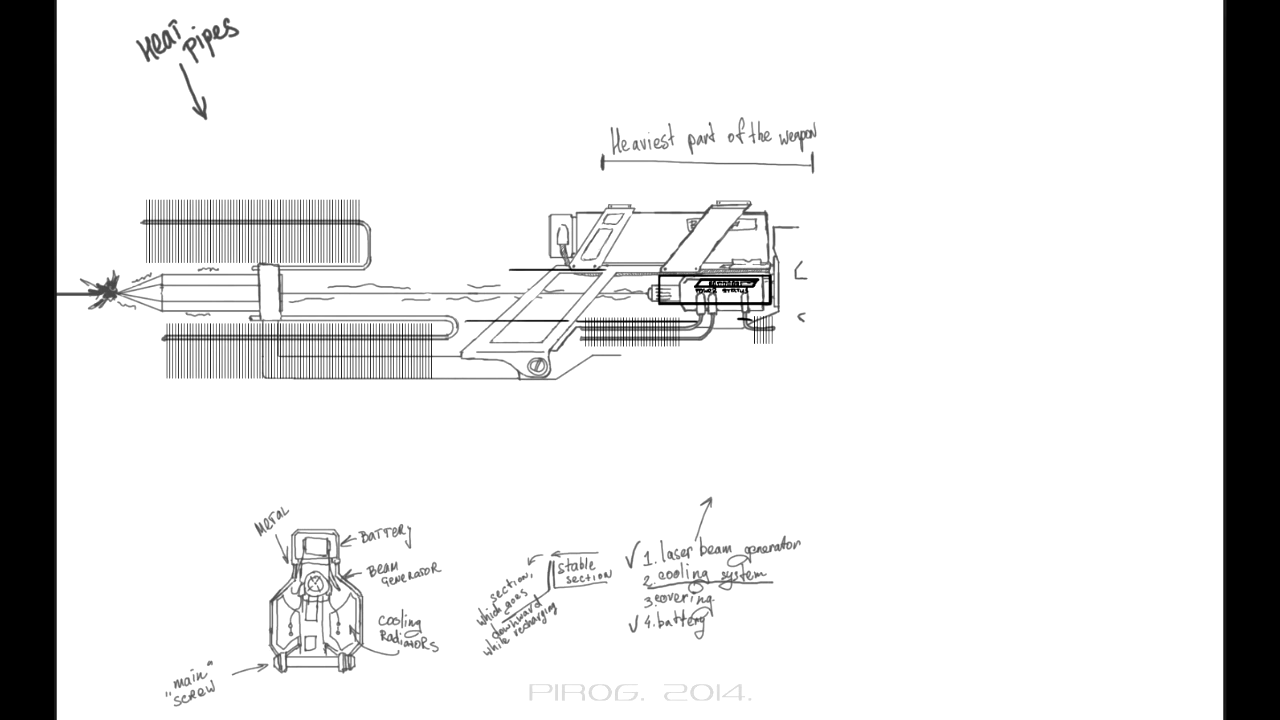 Heat
pipes
Heaviest part of the weapon
Metal
Battery
Beam
generator
cooling
Radiators
"main"
screw
section,
which goes
downward
while recharging
stable
section
1. laser beam generator
2. cooling system
3. covering
4. battery
PIROG. 2014.